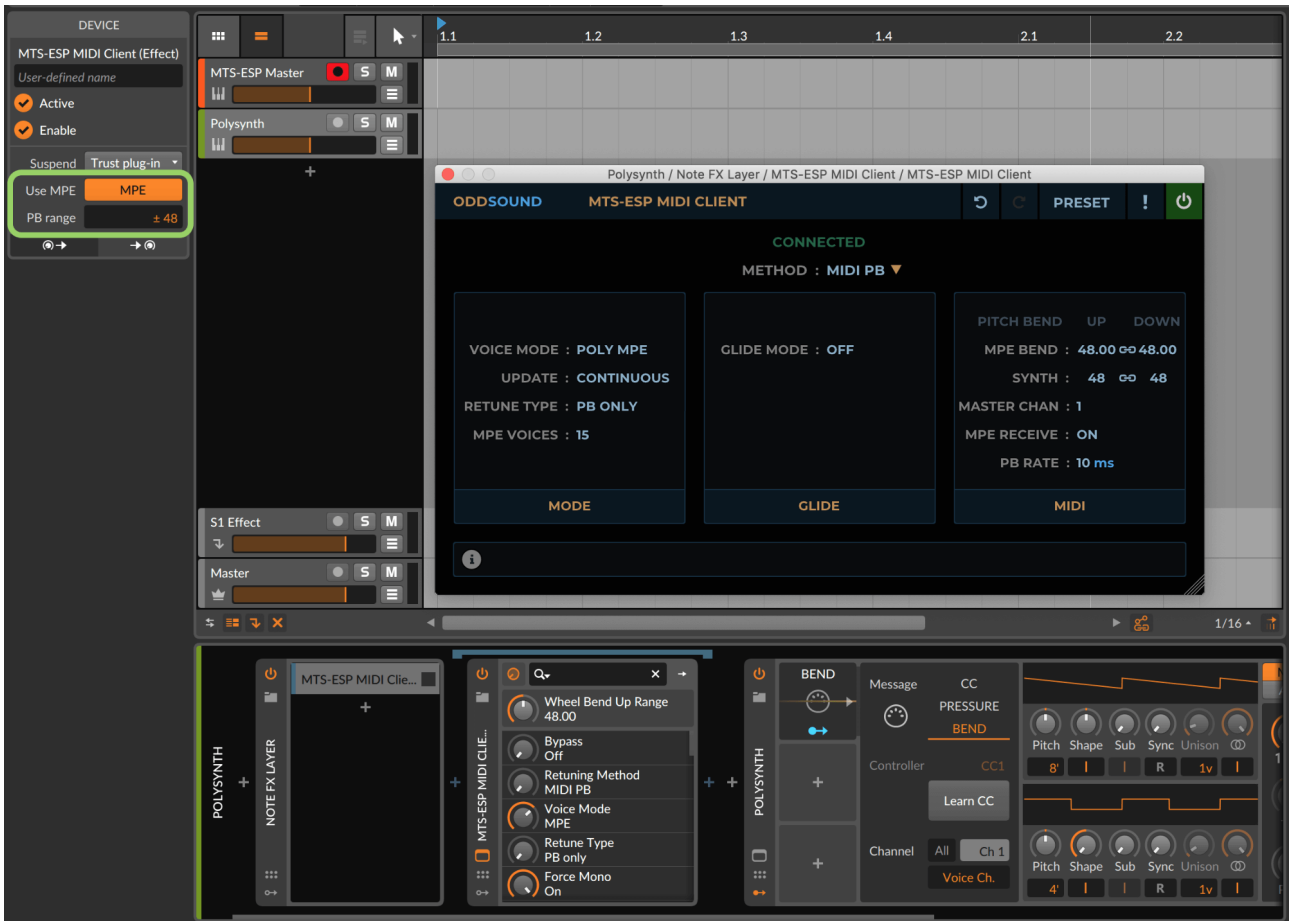 DEVICE
MTS-ESP MIDI Client (Effect)
User-defined name
Active
Enable
Suspend Trust plug-in
Use MPE MPE
PB range ± 48
1.1 1.2 1.3 1.4 2.1 2.2
MTS-ESP Master S M
Polysynth S M
+
Polysynth / Note FX Layer / MTS-ESP MIDI Client / MTS-ESP MIDI Client
ODDSOUND MTS-ESP MIDI CLIENT PRESET !
CONNECTED
METHOD : MIDI PB
VOICE MODE : POLY MPE
UPDATE : CONTINUOUS
RETUNE TYPE : PB ONLY
MPE VOICES : 15
MODE
GLIDE MODE : OFF
GLIDE
PITCH BEND UP DOWN
MPE BEND : 48.00 48.00
SYNTH : 48 48
MASTER CHAN : 1
MPE RECEIVE : ON
PB RATE : 10 ms
MIDI
S1 Effect S M
Master S M
1/16
POLYSYNTH
+
NOTE FX LAYER
MTS-ESP MIDI Clie...
+
+
MTS-ESP MIDI CLIE...
Wheel Bend Up Range
48.00
Bypass
Off
Retuning Method
MIDI PB
Voice Mode
MPE
Retune Type
PB only
Force Mono
On
+ +
POLYSYNTH
BEND
+
+
Message CC
PRESSURE
BEND
Controller CC1
Learn CC
Channel All Ch 1
Voice Ch.
Pitch Shape Sub Sync Unison
8' I I R 1v I
Pitch Shape Sub Sync Unison
4' I I R 1v I